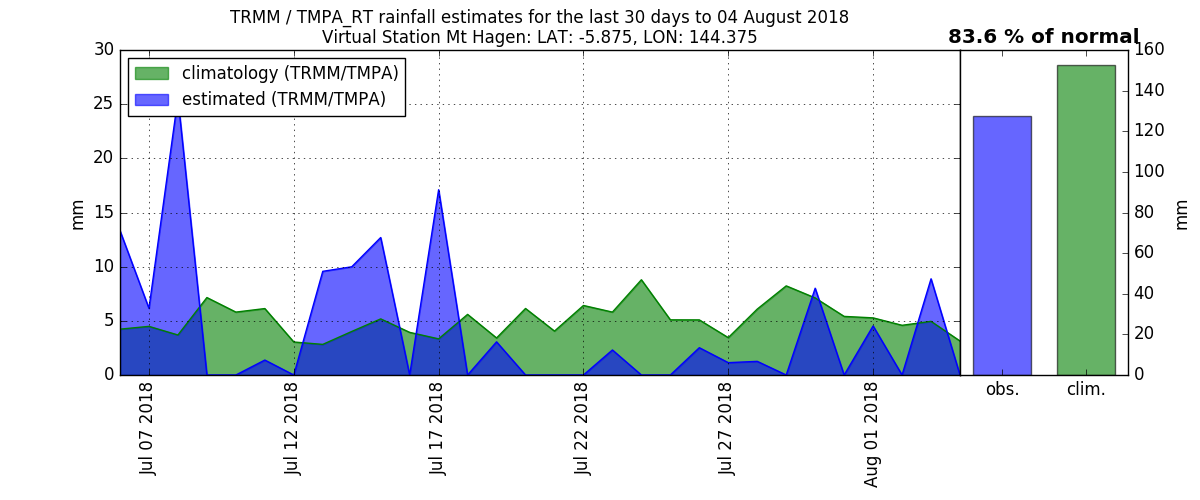 TRMM / TMPA_RT rainfall estimates for the last 30 days to 04 August 2018
Virtual Station Mt Hagen: LAT: -5.875, LON: 144.375
83.6 % of normal
climatology (TRMM/TMPA)
estimated (TRMM/TMPA)
30
25
20
15
10
5
0
mm
Jul 07 2018
Jul 12 2018
Jul 17 2018
Jul 22 2018
Jul 27 2018
Aug 01 2018
obs.
clim.
160
140
120
100
80
60
40
20
0
mm